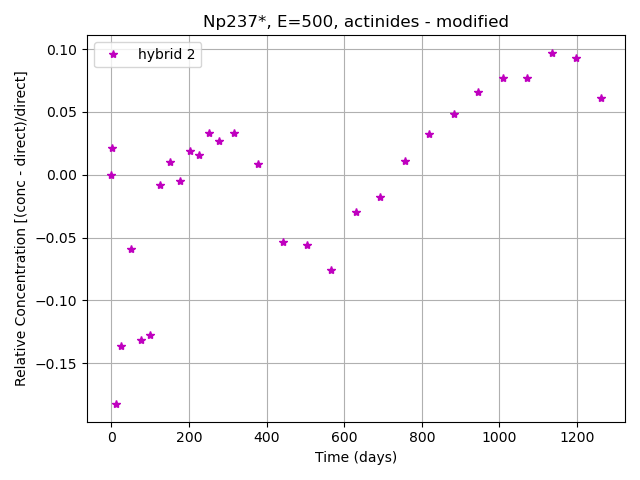 Np237*, E=500, actinides - modified
hybrid 2
Relative Concentration [(conc - direct)/direct]
0.10
0.05
0.00
−0.05
−0.10
−0.15
0 200 400 600 800 1000 1200
Time (days)